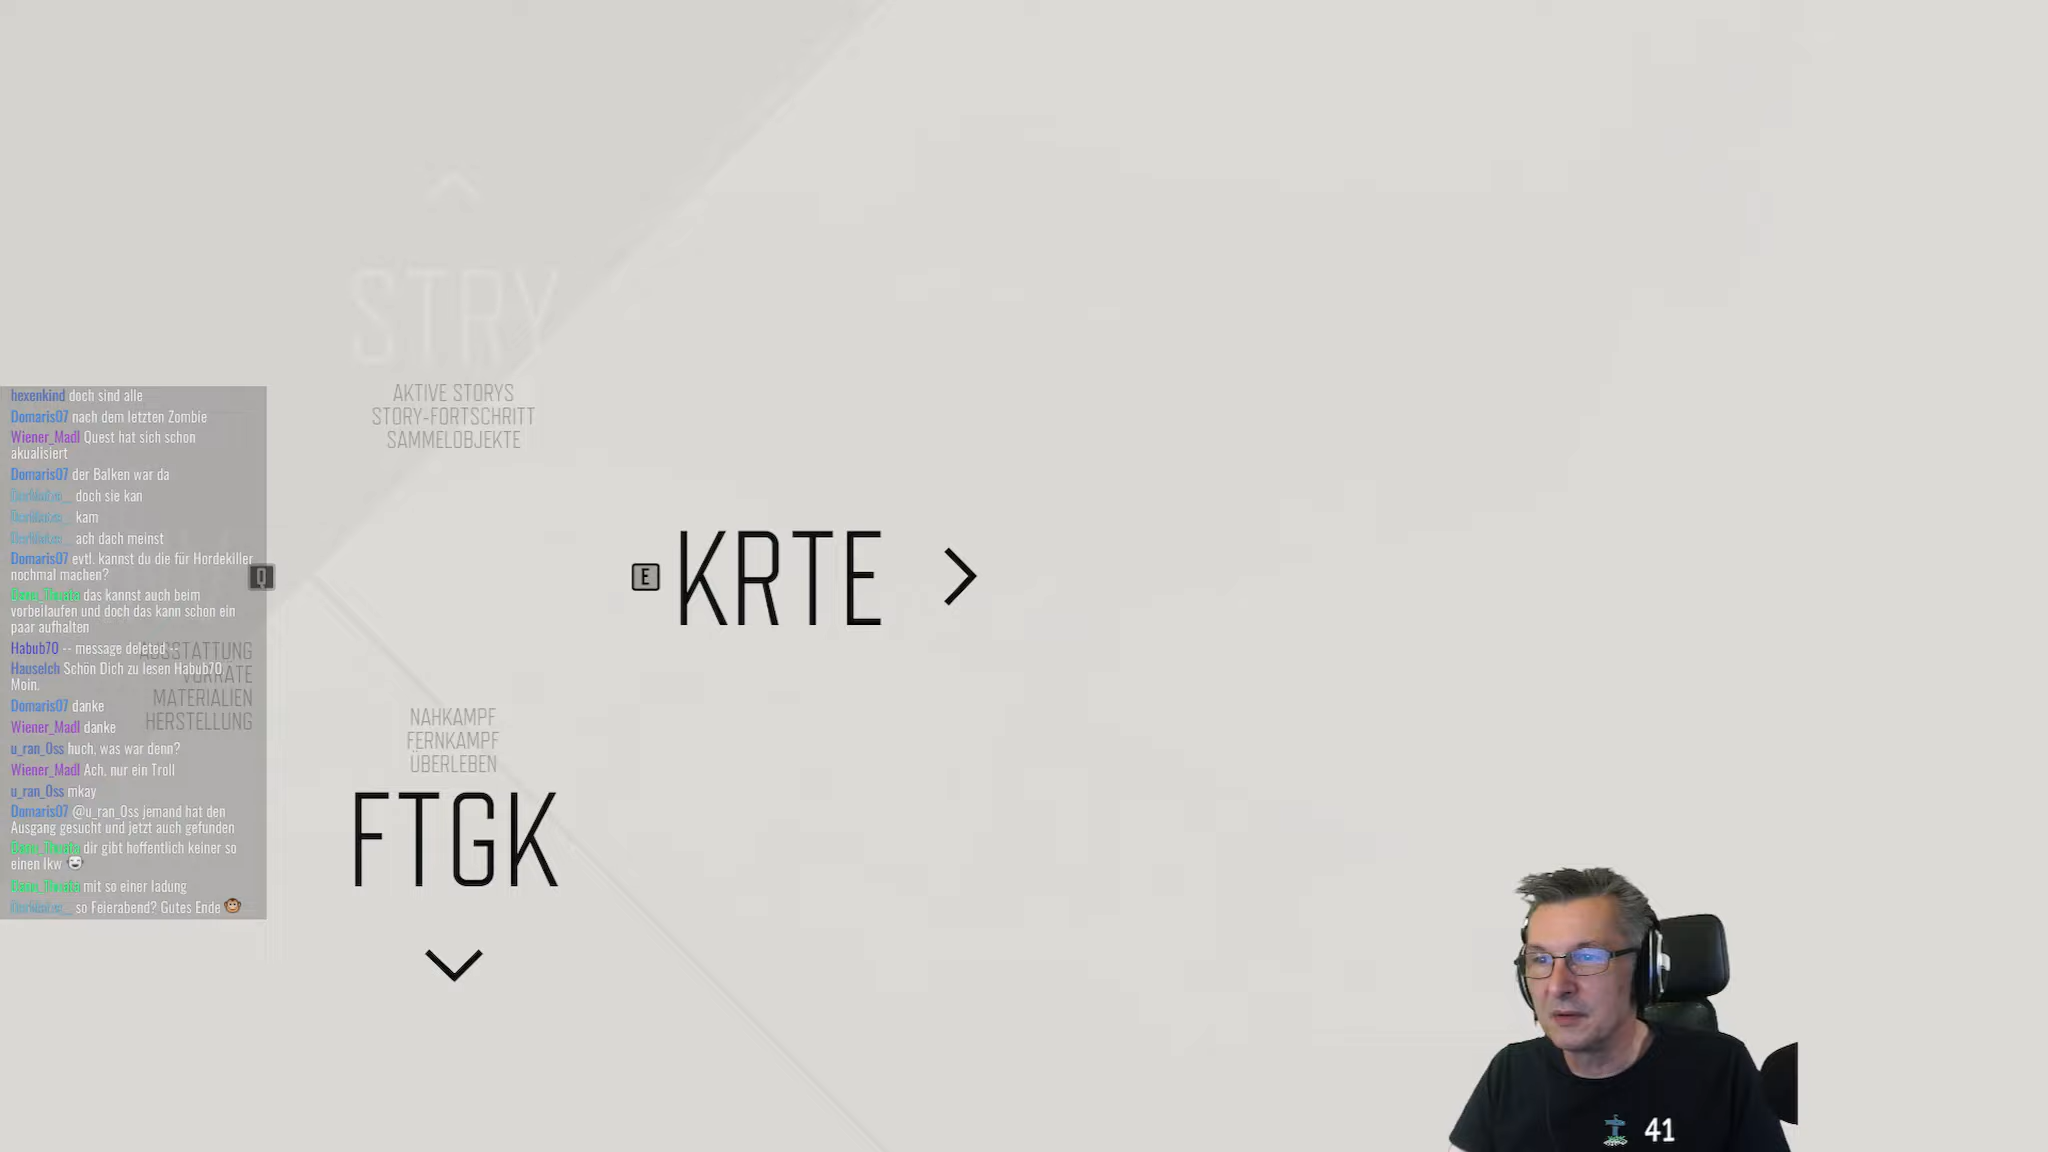 STRY
AKTIVE STORYS
STORY-FORTSCHRITT
SAMMELOBJEKTE
hexenkind doch sind alle
Domaris07 nach dem letzten Zombie
Wiener_Madl Quest hat sich schon
akualisiert
Domaris07 der Balken war da
doch sie kan
kam
ach dach meinst
Domaris07 evtl. kannst du die für Hordekiller
nochmal machen?
das kannst auch beim
vorbeilaufen und doch das kann schon ein
paar aufhalten
Habub70 -- message deleted --
Hauselch Schön Dich zu lesen Habub70.
Moin.
Domaris07 danke
Wiener_Madl danke
u_ran_0ss huch, was war denn?
Wiener_Madl Ach, nur ein Troll
u_ran_0ss mkay
Domaris07 @u_ran_0ss jemand hat den
Ausgang gesucht und jetzt auch gefunden
dir gibt hoffentlich keiner so
einen lkw
mit so einer ladung
so Feierabend? Gutes Ende
Q
AUSSTATTUNG
VORRÄTE
MATERIALIEN
HERSTELLUNG
E KRTE
NAHKAMPF
FERNKAMPF
ÜBERLEBEN
FTGK
41